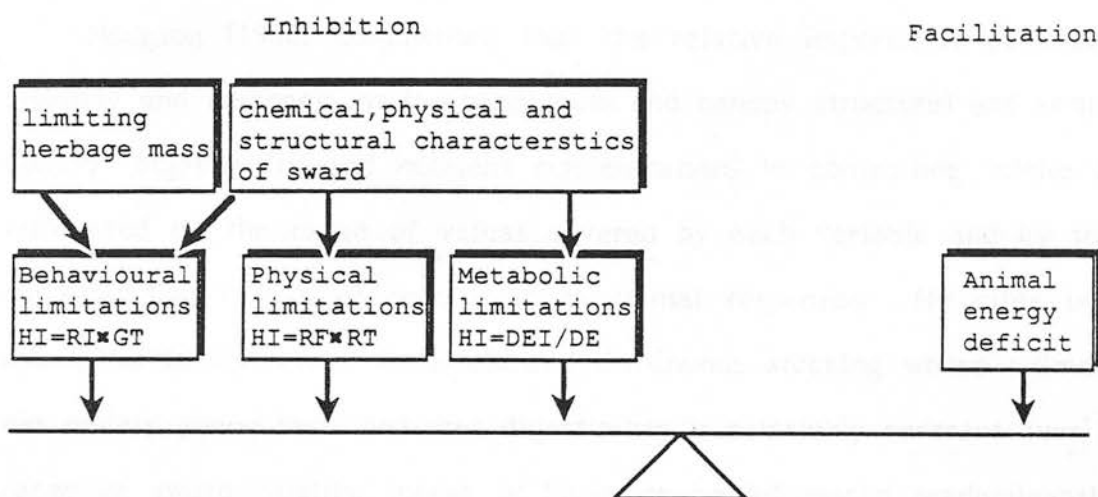 Inhibition
Facilitation
limiting
herbage mass
chemical,physical and
structural characterstics
of sward
Behavioural
limitations
HI=RI×GT
Physical
limitations
HI=RF×RT
Metabolic
limitations
HI=DEI/DE
Animal
energy
deficit